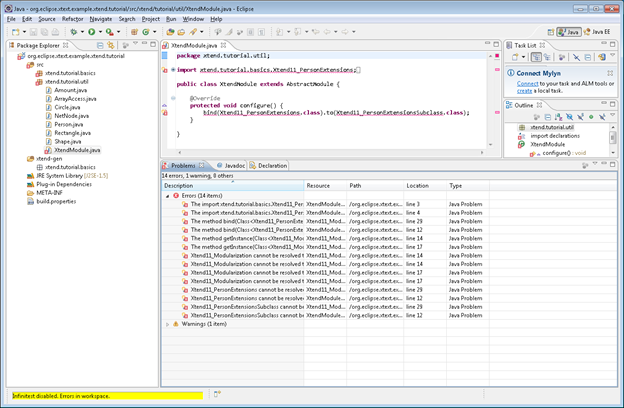 Java - org.eclipse.xtext.example.xtend.tutorial/src/xtend/tutorial/util/XtendModule.java - Eclipse
File Edit Source Refactor Navigate Search Project Run Window Help
Java Java EE
Package Explorer
org.eclipse.xtext.example.xtend.tutorial
src
xtend.tutorial.basics
xtend.tutorial.util
Amount.java
ArrayAccess.java
Circle.java
NetNode.java
Person.java
Rectangle.java
Shape.java
XtendModule.java
xtend-gen
xtend.tutorial.basics
JRE System Library [J2SE-1.5]
Plug-in Dependencies
META-INF
build.properties
XtendModule.java
package xtend.tutorial.util;
import xtend.tutorial.basics.Xtend11_PersonExtensions;
public class XtendModule extends AbstractModule {
@Override
protected void configure() {
bind(Xtend11_PersonExtensions.class).to(Xtend11_PersonExtensionsSubclass.class);
}
}
Task List
Connect Mylyn
Connect to your task and ALM tools or
create a local task.
Outline
xtend.tutorial.util
import declarations
XtendModule
configure() : void
Problems Javadoc Declaration
14 errors, 1 warning, 0 others
Description Resource Path Location Type
Errors (14 items)
The import xtend.tutorial.basics.Xtend11_Per XtendModule... /org.eclipse.xtext.ex... line 3 Java Problem
The import xtend.tutorial.basics.Xtend11_Per XtendModule... /org.eclipse.xtext.ex... line 4 Java Problem
The method bind(Class<Xtend11_PersonExte Xtend11_Mod... /org.eclipse.xtext.ex... line 29 Java Problem
The method bind(Class<Xtend11_PersonExte XtendModule... /org.eclipse.xtext.ex... line 12 Java Problem
The method getInstance(Class<Xtend11_Mod Xtend11_Mod... /org.eclipse.xtext.ex... line 14 Java Problem
The method getInstance(Class<Xtend11_Mod Xtend11_Mod... /org.eclipse.xtext.ex... line 17 Java Problem
Xtend11_Modularization cannot be resolved t Xtend11_Mod... /org.eclipse.xtext.ex... line 14 Java Problem
Xtend11_Modularization cannot be resolved t Xtend11_Mod... /org.eclipse.xtext.ex... line 14 Java Problem
Xtend11_Modularization cannot be resolved t Xtend11_Mod... /org.eclipse.xtext.ex... line 17 Java Problem
Xtend11_Modularization cannot be resolved t Xtend11_Mod... /org.eclipse.xtext.ex... line 17 Java Problem
Xtend11_PersonExtensions cannot be resolve Xtend11_Mod... /org.eclipse.xtext.ex... line 29 Java Problem
Xtend11_PersonExtensions cannot be resolve XtendModule... /org.eclipse.xtext.ex... line 12 Java Problem
Xtend11_PersonExtensionsSubclass cannot be Xtend11_Mod... /org.eclipse.xtext.ex... line 29 Java Problem
Xtend11_PersonExtensionsSubclass cannot be XtendModule... /org.eclipse.xtext.ex... line 12 Java Problem
Warnings (1 item)
Infinitest disabled. Errors in workspace.